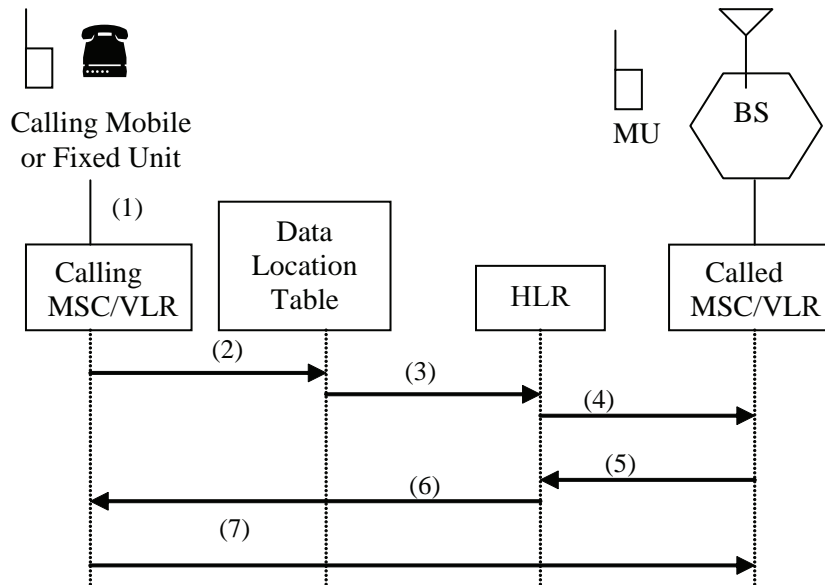 Calling Mobile
or Fixed Unit
MU
BS
(1)
Calling
MSC/VLR
Data
Location
Table
HLR
Called
MSC/VLR
(2)
(3)
(4)
(5)
(6)
(7)